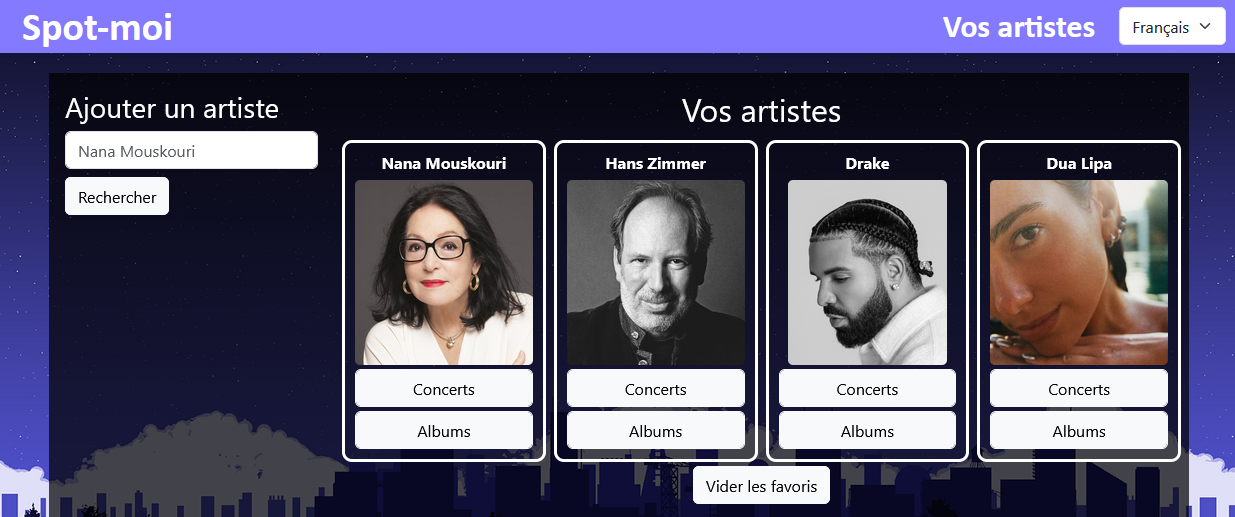 Spot-moi
Vos artistes
Français
Ajouter un artiste
Nana Mouskouri
Rechercher
Vos artistes
Nana Mouskouri
Concerts
Albums
Hans Zimmer
Concerts
Albums
Drake
Concerts
Albums
Dua Lipa
Concerts
Albums
Vider les favoris